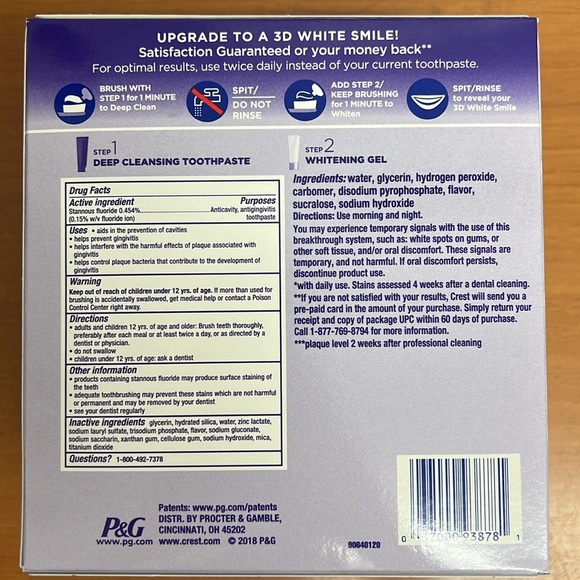 UPGRADE TO A 3D WHITE SMILE!
Satisfaction Guaranteed or your money back**
For optimal results, use twice daily instead of your current toothpaste.
BRUSH WITH
STEP 1 for 1 MINUTE
to Deep Clean
SPIT/
DO NOT
RINSE
ADD STEP 2/
KEEP BRUSHING
for 1 MINUTE to
Whiten
SPIT/RINSE
to reveal your
3D White Smile
STEP 1
DEEP CLEANSING TOOTHPASTE
Drug Facts
Active ingredient Purposes
Stannous fluoride 0.454%......................Anticavity, antigingivitis
(0.15% w/v fluoride ion) toothpaste
Uses • aids in the prevention of cavities
• helps prevent gingivitis
• helps interfere with the harmful effects of plaque associated with
gingivitis
• helps control plaque bacteria that contribute to the development of
gingivitis
Warning
Keep out of reach of children under 12 yrs. of age. If more than used for
brushing is accidentally swallowed, get medical help or contact a Poison
Control Center right away.
Directions
• adults and children 12 yrs. of age and older: Brush teeth thoroughly,
preferably after each meal or at least twice a day, or as directed by a
dentist or physician.
• do not swallow
• children under 12 yrs. of age: ask a dentist
Other information
• products containing stannous fluoride may produce surface staining of
the teeth
• adequate toothbrushing may prevent these stains which are not harmful
or permanent and may be removed by your dentist
• see your dentist regularly
Inactive ingredients glycerin, hydrated silica, water, zinc lactate,
sodium lauryl sulfate, trisodium phosphate, flavor, sodium gluconate,
sodium saccharin, xanthan gum, cellulose gum, sodium hydroxide, mica,
titanium dioxide
Questions? 1-800-492-7378
STEP 2
WHITENING GEL
Ingredients: water, glycerin, hydrogen peroxide,
carbomer, disodium pyrophosphate, flavor,
sucralose, sodium hydroxide
Directions: Use morning and night.
You may experience temporary signals with the use of this
breakthrough system, such as: white spots on gums, or
other soft tissue, and/or oral discomfort. These signals are
temporary, and not harmful. If oral discomfort persists,
discontinue product use.
*with daily use. Stains assessed 4 weeks after a dental cleaning.
**If you are not satisfied with your results, Crest will send you a
pre-paid card in the amount of your purchase. Simply return your
receipt and copy of package UPC within 60 days of purchase.
Call 1-877-769-8794 for more information.
***plaque level 2 weeks after professional cleaning
P&G
www.pg.com
Patents: www.pg.com/patents
DISTR. BY PROCTER & GAMBLE,
CINCINNATI, OH 45202
www.crest.com © 2018 P&G
90640120
0 93878 1